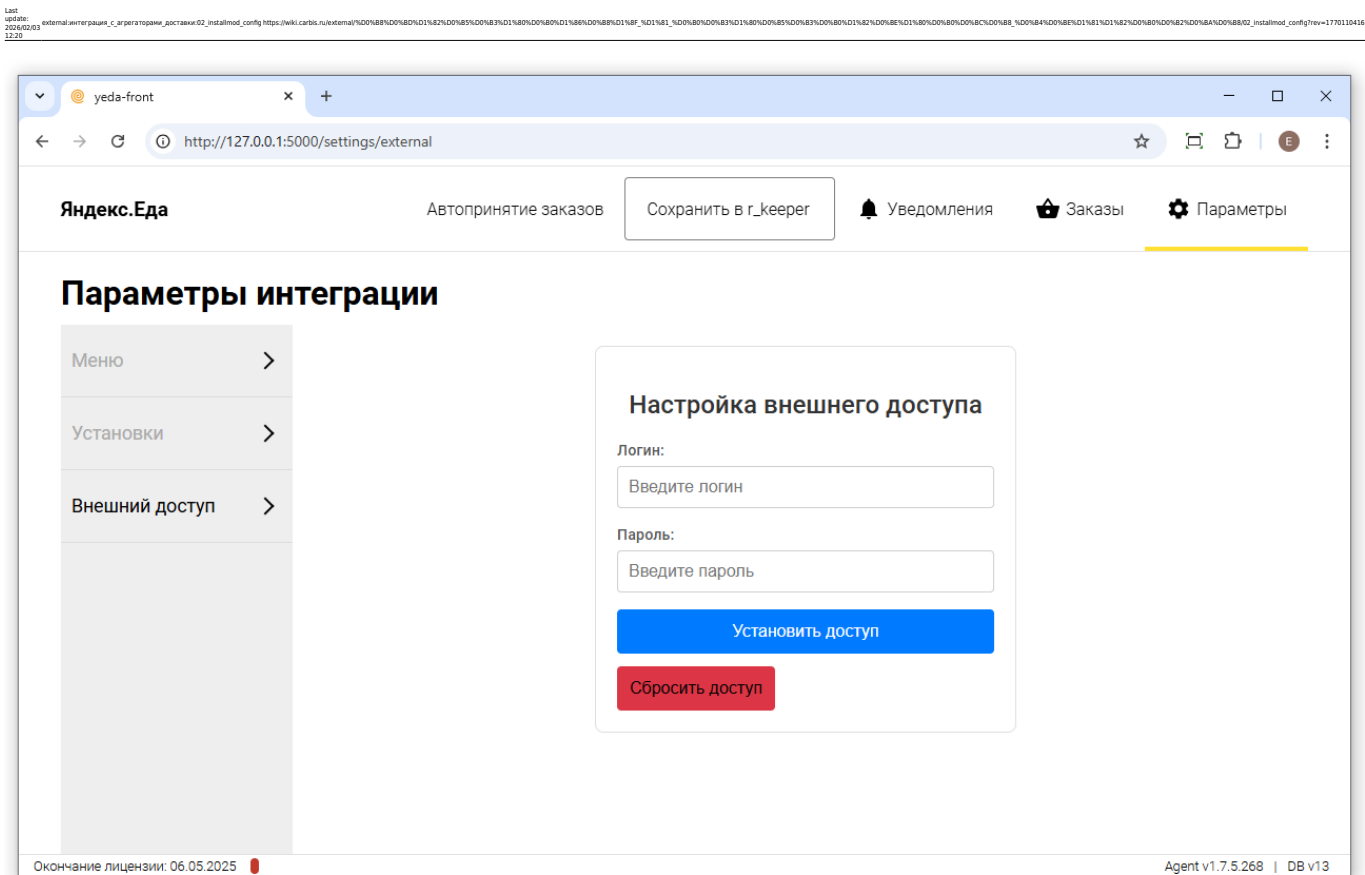 Last
update:
2026/02/03
12:20
external:интеграция_с_агрегаторами_доставки:02_installmod_config https://wiki.carbis.ru/external/%D0%B8%D0%BD%D1%82%D0%B5%D0%B3%D1%80%D0%B0%D1%86%D0%B8%D1%8F_%D1%81_%D0%B0%D0%B3%D1%80%D0%B5%D0%B3%D0%B0%D1%82%D0%BE%D1%80%D0%B0%D0%BC%D0%B8_%D0%B4%D0%BE%D1%81%D1%82%D0%B0%D0%B2%D0%BA%D0%B8/02_installmod_config?rev=1770110416
yeda-front
http://127.0.0.1:5000/settings/external
E
Яндекс.Еда
Автопринятие заказов
Сохранить в r_keeper
Уведомления
Заказы
Параметры
Параметры интеграции
Меню
Установки
Внешний доступ
Настройка внешнего доступа
Логин:
Введите логин
Пароль:
Введите пароль
Установить доступ
Сбросить доступ
Окончание лицензии: 06.05.2025
Agent v1.7.5.268 | DB v13